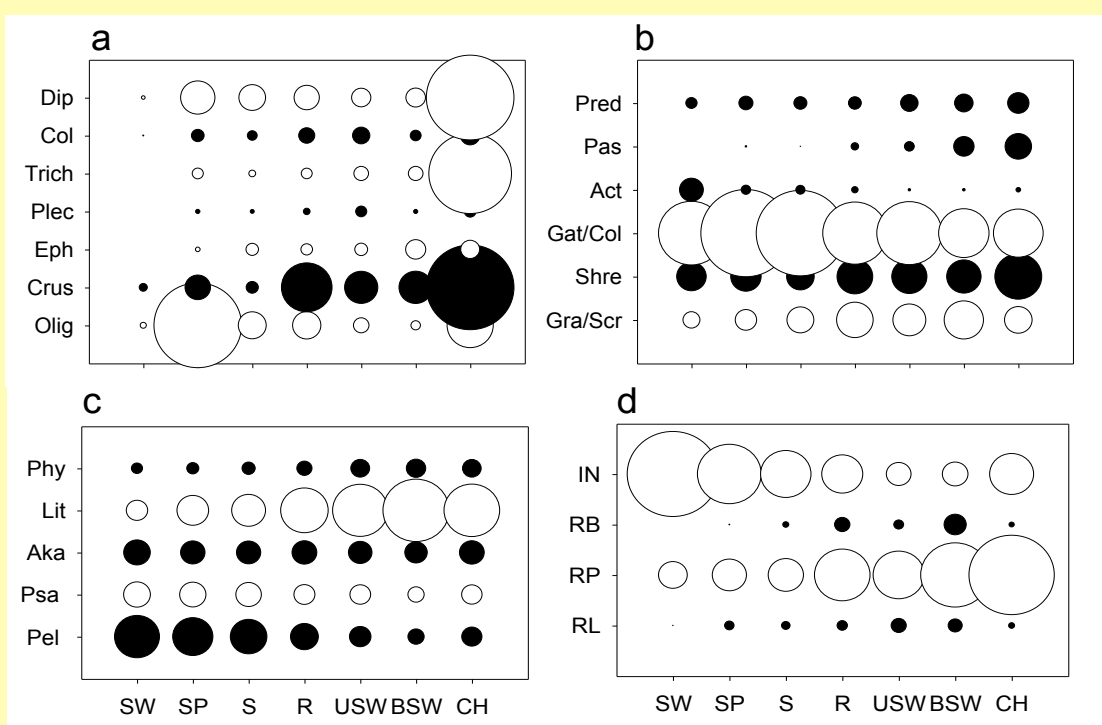 a
Dip
Col
Trich
Plec
Eph
Crus
Olig
b
Pred
Pas
Act
Gat/Col
Shre
Gra/Scr
c
Phy
Lit
Aka
Psa
Pel
SW SP S R USW BSW CH
d
IN
RB
RP
RL
SW SP S R USW BSW CH